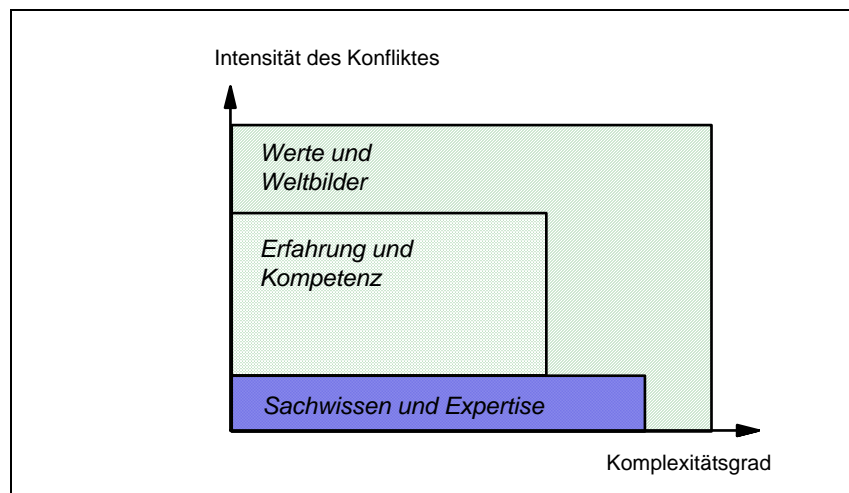 Intensität des Konfliktes
Werte und
Weltbilder
Erfahrung und
Kompetenz
Sachwissen und Expertise
Komplexitätsgrad